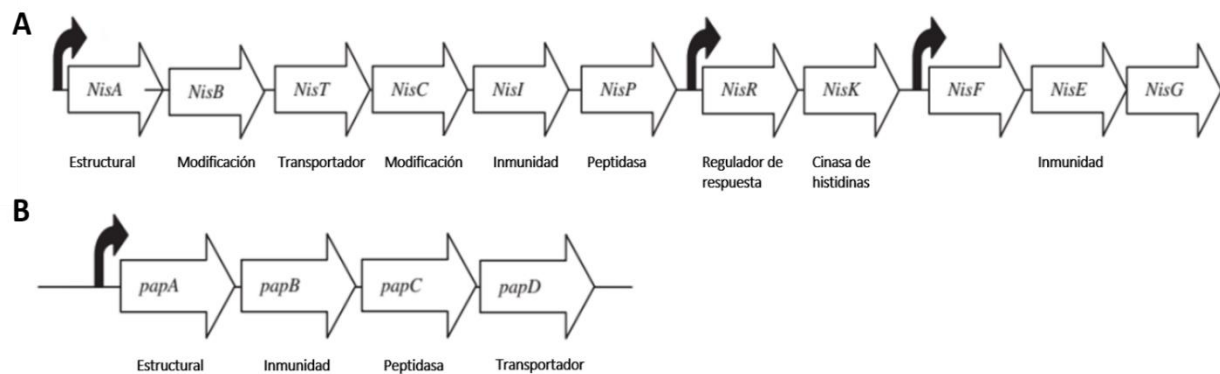 A
NisA NisB NisT NisC NisI NisP NisR NisK NisF NisE NisG
Estructural Modificación Transportador Modificación Inmunidad Peptidasa Regulador de respuesta Cinasa de histidinas Inmunidad
B
papA papB papC papD
Estructural Inmunidad Peptidasa Transportador